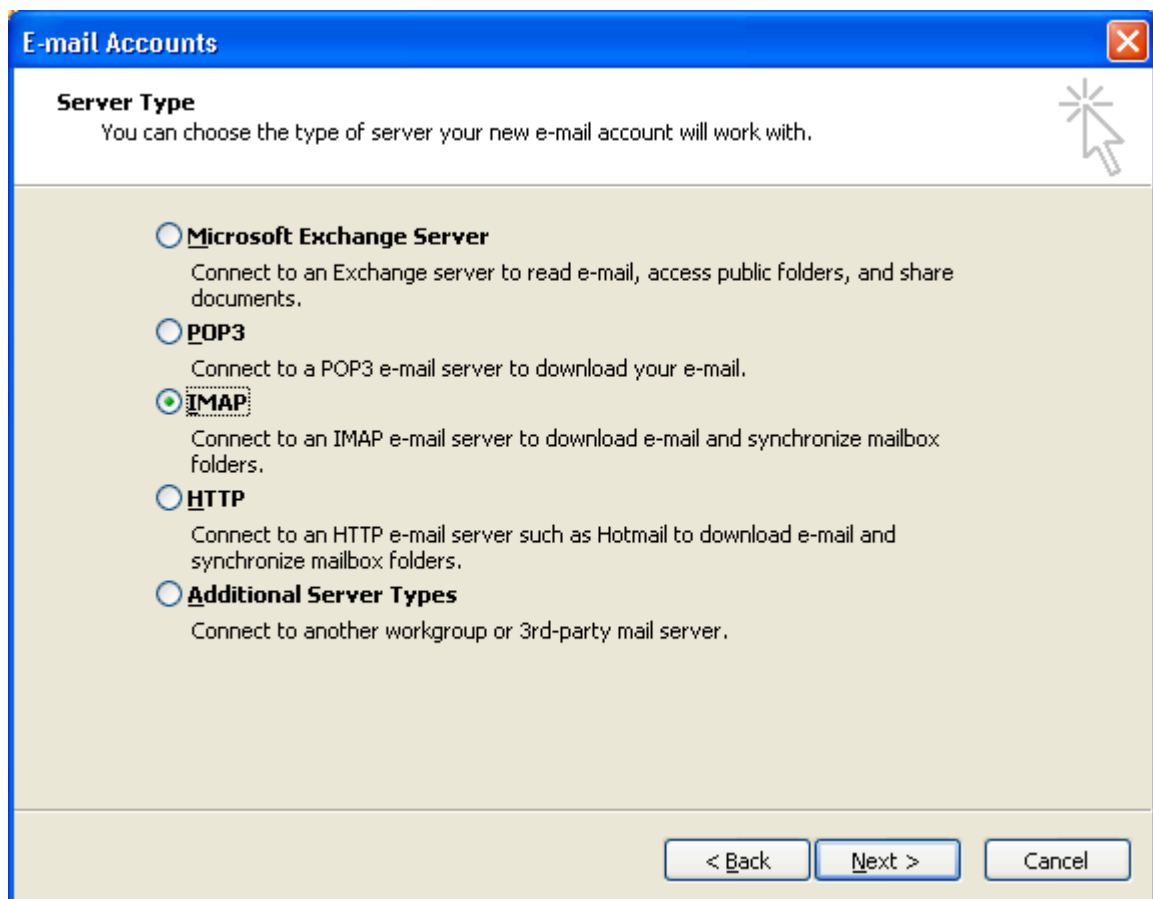 E-mail Accounts
Server Type
You can choose the type of server your new e-mail account will work with.
Microsoft Exchange Server
Connect to an Exchange server to read e-mail, access public folders, and share
documents.
POP3
Connect to a POP3 e-mail server to download your e-mail.
IMAP
Connect to an IMAP e-mail server to download e-mail and synchronize mailbox
folders.
HTTP
Connect to an HTTP e-mail server such as Hotmail to download e-mail and
synchronize mailbox folders.
Additional Server Types
Connect to another workgroup or 3rd-party mail server.
< Back Next > Cancel